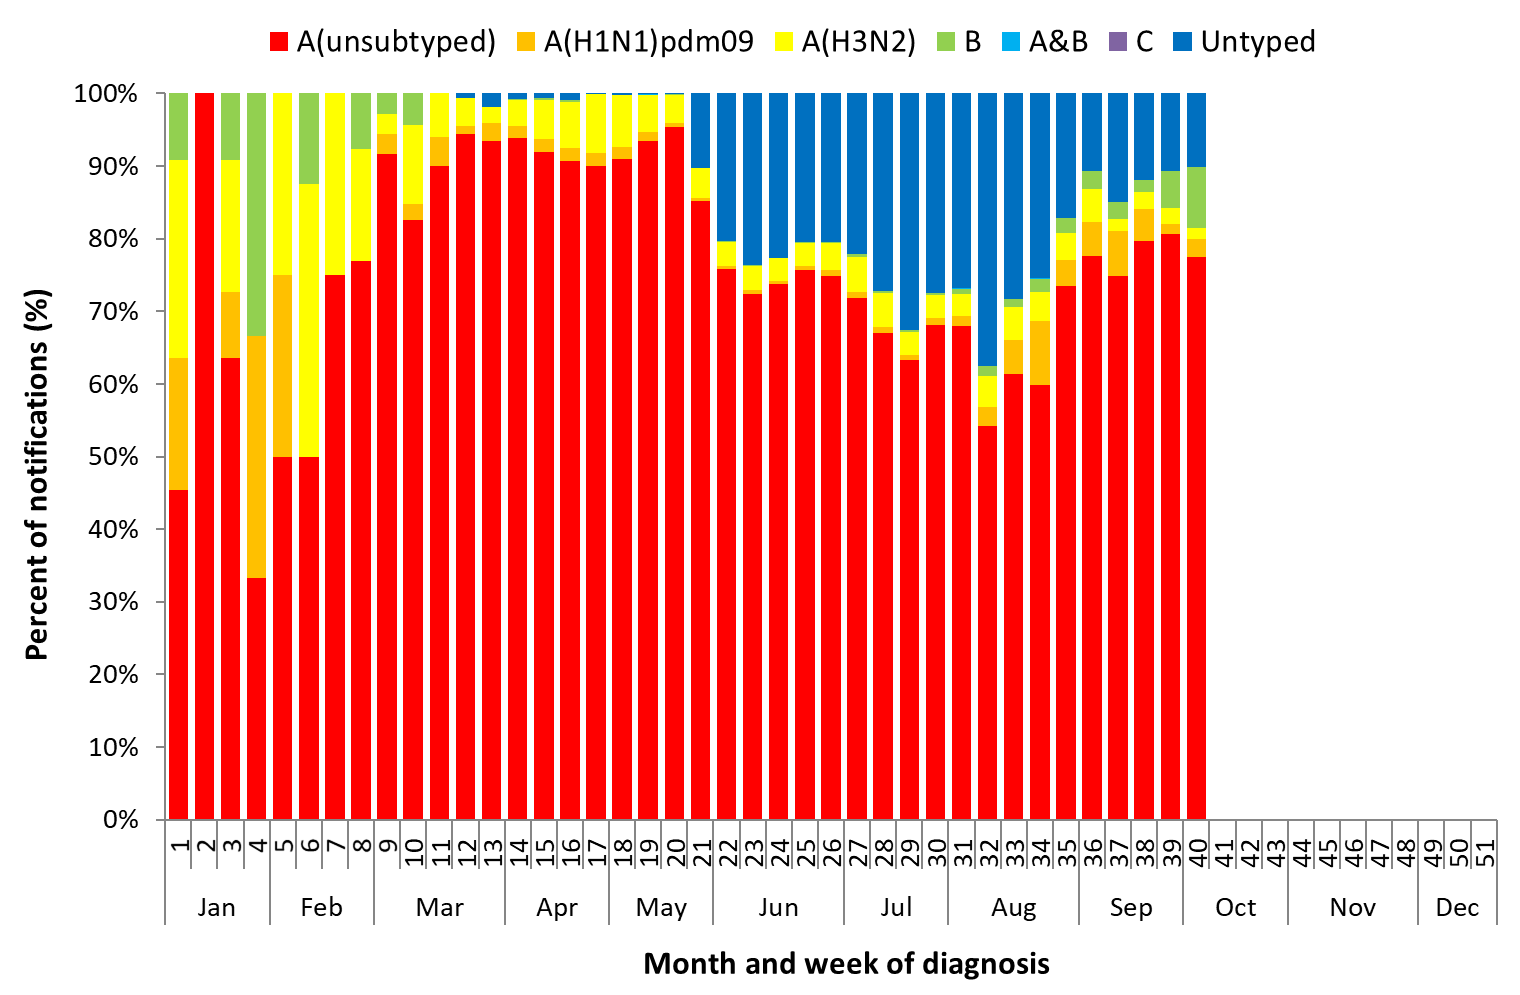 A(unsubtyped) A(H1N1)pdm09 A(H3N2) B A&B C Untyped
100%
90%
80%
70%
60%
50%
40%
30%
20%
10%
0%
Percent of notifications (%)
1 2 3 4 5 6 7 8 9 10 11 12 13 14 15 16 17 18 19 20 21 22 23 24 25 26 27 28 29 30 31 32 33 34 35 36 37 38 39 40 41 42 43 44 45 46 47 48 49 50 51
Jan Feb Mar Apr May Jun Jul Aug Sep Oct Nov Dec
Month and week of diagnosis